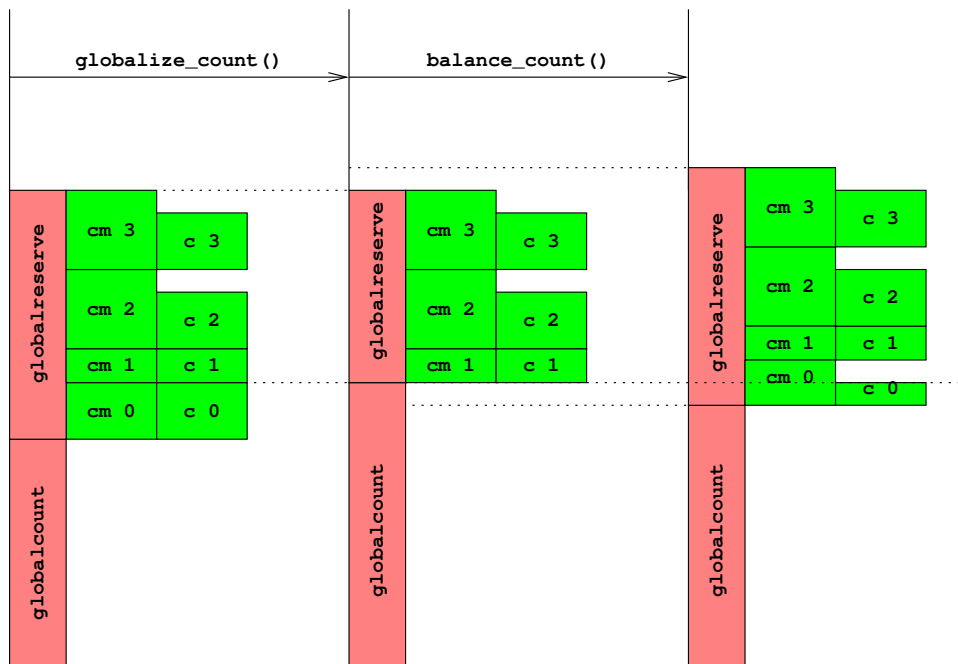 globalize_count()
balance_count()
globalreserve
cm 3
c 3
cm 2
c 2
cm 1
c 1
cm 0
c 0
globalcount
globalreserve
cm 3
c 3
cm 2
c 2
cm 1
c 1
globalcount
globalreserve
cm 3
c 3
cm 2
c 2
cm 1
c 1
cm 0
c 0
globalcount